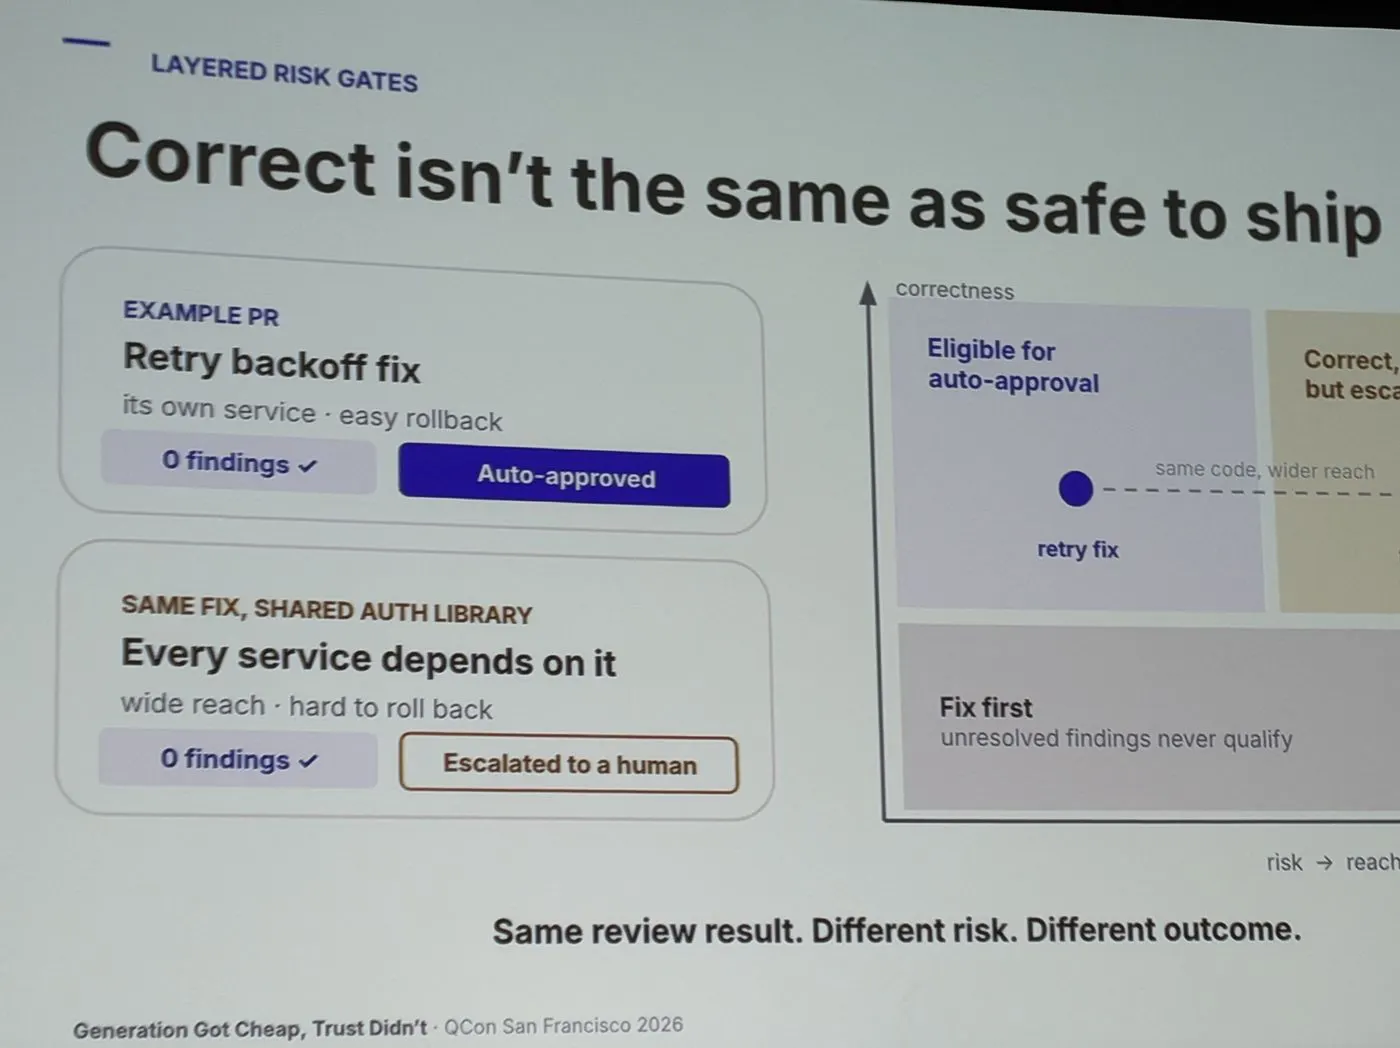 LAYERED RISK GATES
Correct isn’t the same as safe to ship
EXAMPLE PR
Retry backoff fix
its own service · easy rollback
0 findings ✓
Auto-approved
SAME FIX, SHARED AUTH LIBRARY
Every service depends on it
wide reach · hard to roll back
0 findings ✓
Escalated to a human
correctness
Eligible for
auto-approval
Correct,
but esca
same code, wider reach
retry fix
Fix first
unresolved findings never qualify
risk → reach
Same review result. Different risk. Different outcome.
Generation Got Cheap, Trust Didn’t · QCon San Francisco 2026